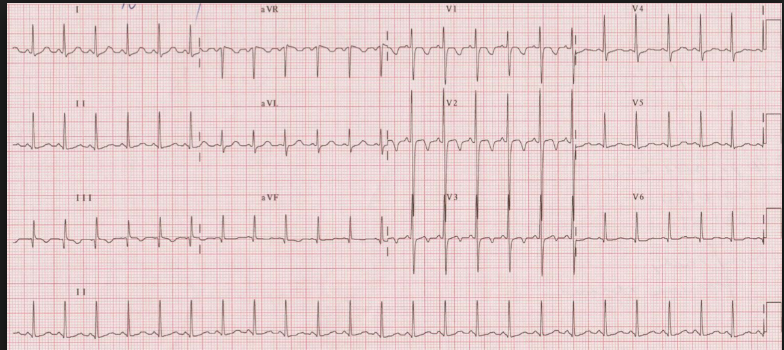 I aVR V1 V4
II aVL V2 V5
III aVF V3 V6
II